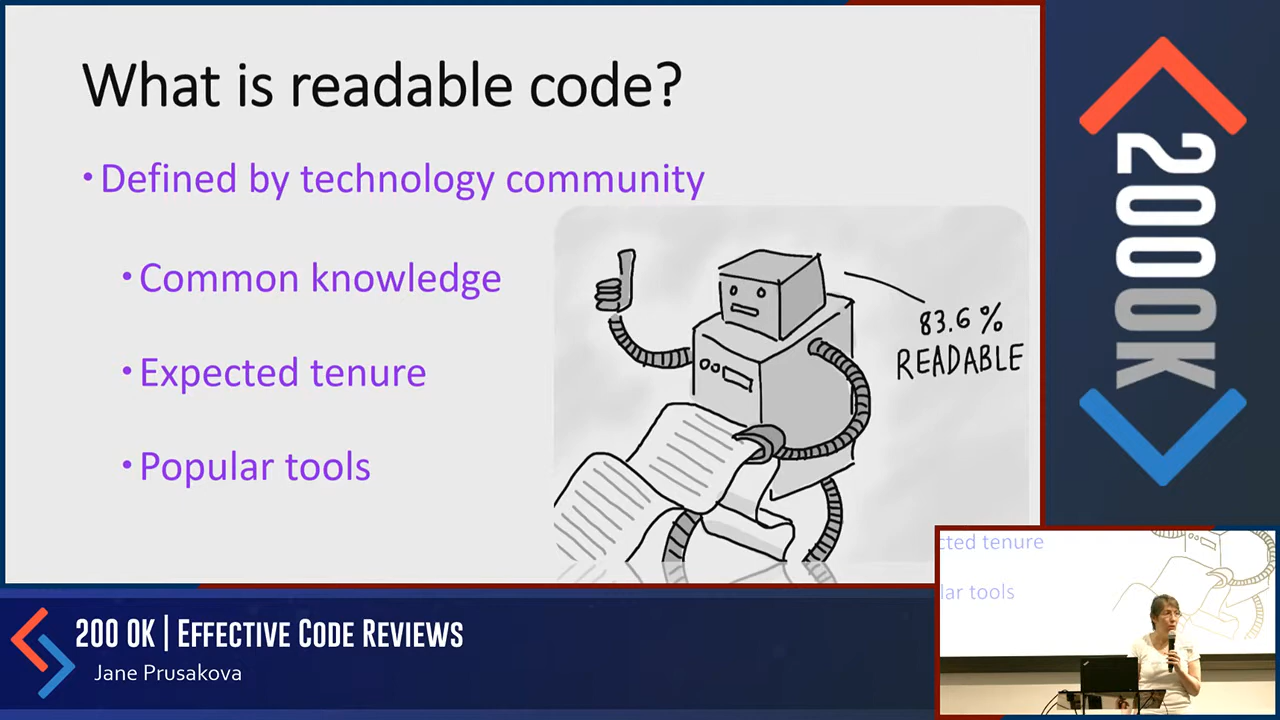 What is readable code?
• Defined by technology community
• Common knowledge
• Expected tenure
• Popular tools
83.6%
READABLE
200OK
cted tenure
lar tools
200 OK | Effective Code Reviews
Jane Prusakova